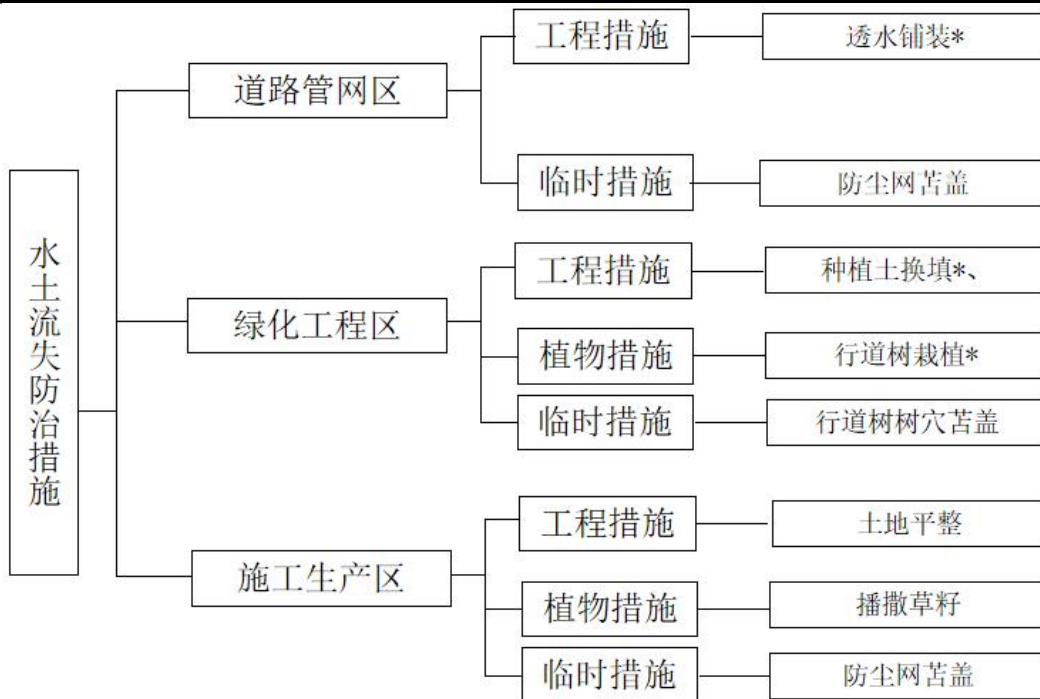 水土流失防治措施
道路管网区
工程措施
透水铺装*
临时措施
防尘网苫盖
绿化工程区
工程措施
种植土换填*、
植物措施
行道树栽植*
临时措施
行道树树穴苫盖
施工生产区
工程措施
土地平整
植物措施
播撒草籽
临时措施
防尘网苫盖